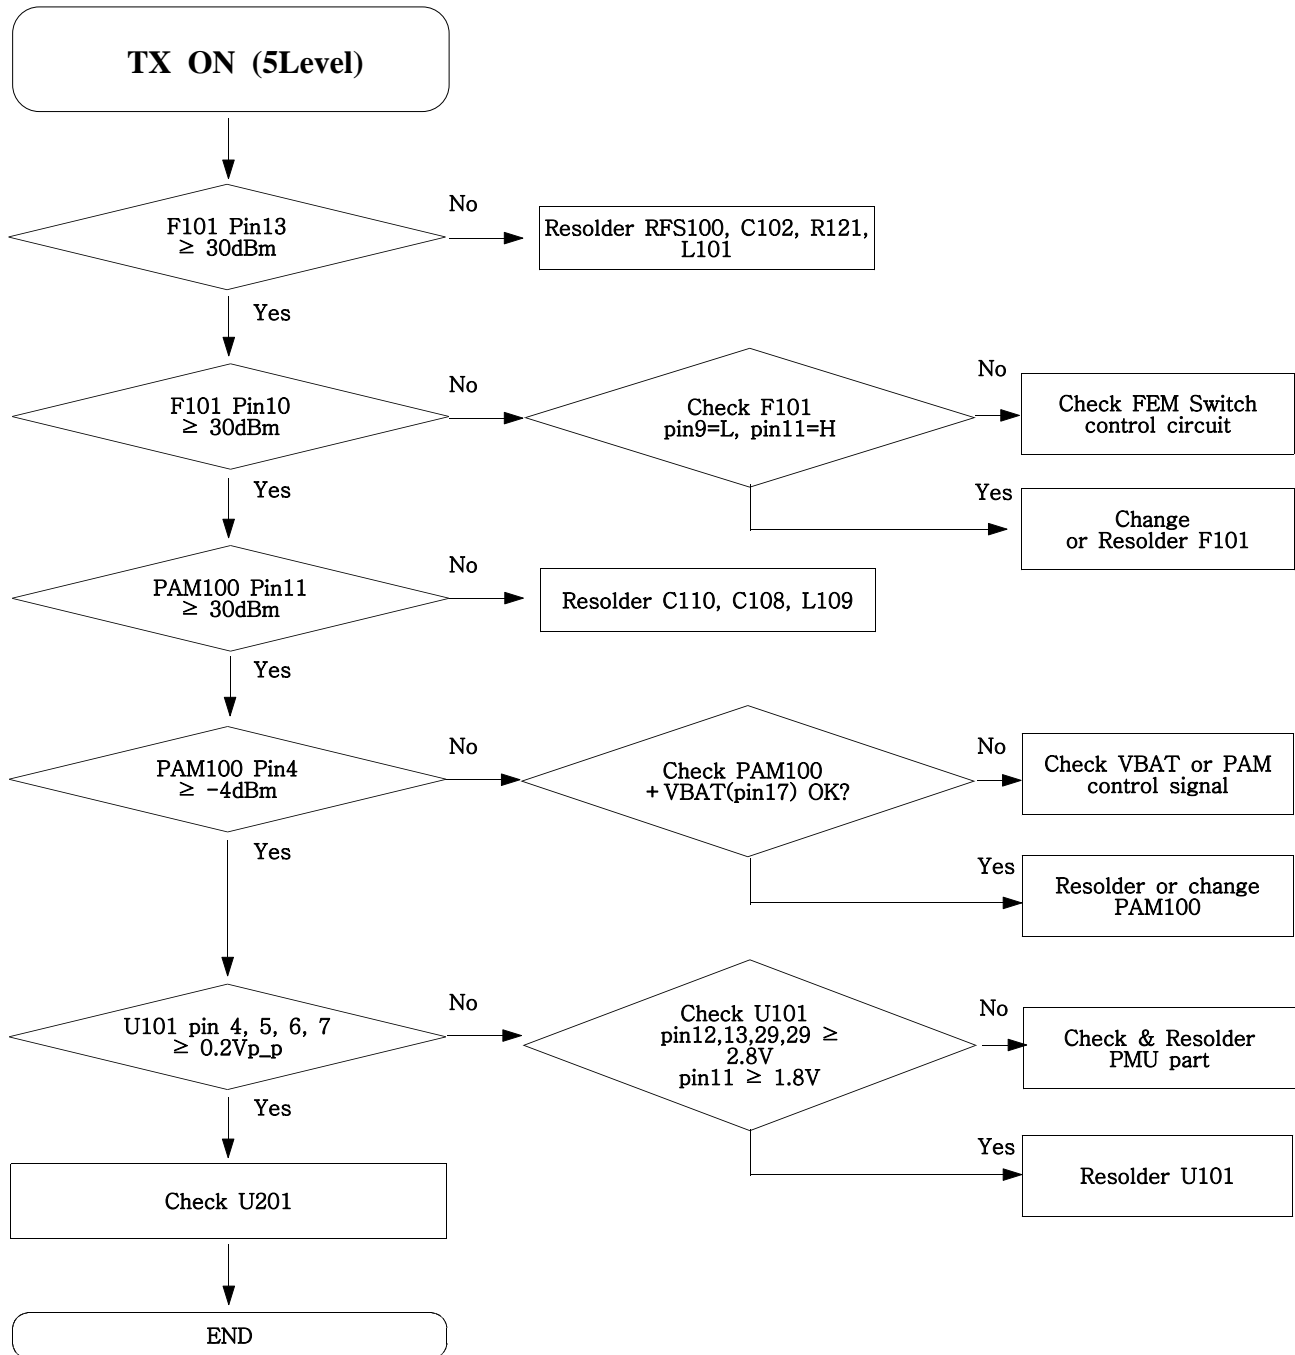 TX ON (5Level)
F101 Pin13
≥ 30dBm
No
Resolder RFS100, C102, R121,
L101
Yes
F101 Pin10
≥ 30dBm
No
Check F101
pin9=L, pin11=H
No
Check FEM Switch
control circuit
Yes
Change
or Resolder F101
Yes
PAM100 Pin11
≥ 30dBm
No
Resolder C110, C108, L109
Yes
PAM100 Pin4
≥ -4dBm
No
Check PAM100
+VBAT(pin17) OK?
No
Check VBAT or PAM
control signal
Yes
Resolder or change
PAM100
Yes
U101 pin 4, 5, 6, 7
≥ 0.2Vp_p
No
Check U101
pin12,13,29,29 ≥
2.8V
pin11 ≥ 1.8V
No
Check & Resolder
PMU part
Yes
Resolder U101
Yes
Check U201
END